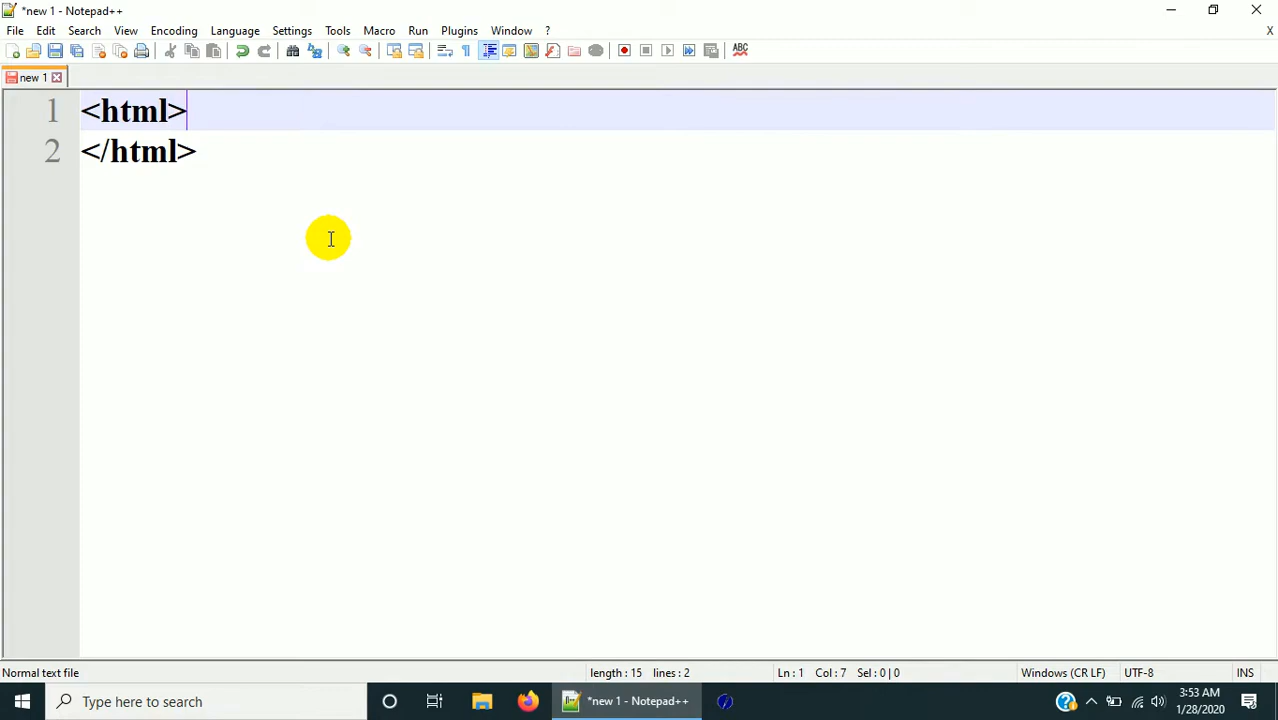 *new 1 - Notepad++
File Edit Search View Encoding Language Settings Tools Macro Run Plugins Window ? X
ABC
new 1
1 <html>
2 </html>
Normal text file length : 15 lines : 2 Ln : 1 Col : 7 Sel : 0 | 0 Windows (CR LF) UTF-8 INS
Type here to search *new 1 - Notepad++ 3:53 AM
1/28/2020